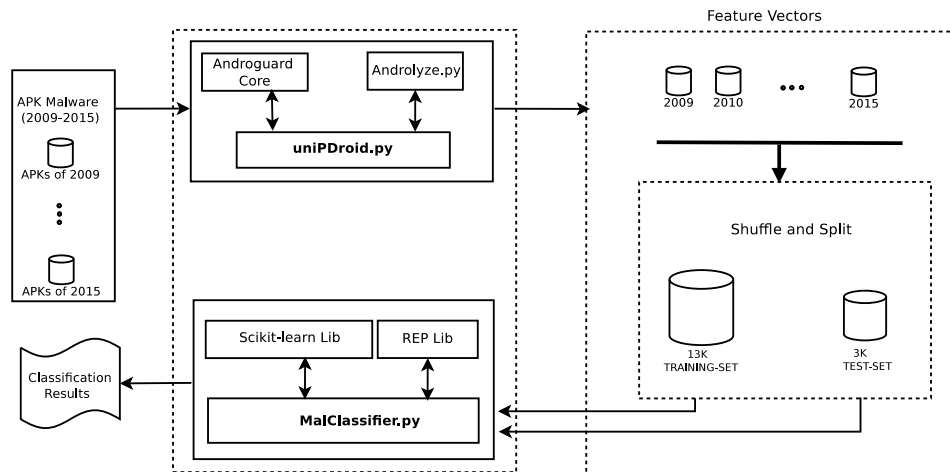 Feature Vectors
APK Malware
(2009-2015)
APKs of 2009
APKs of 2015
Androguard
Core
Androlyze.py
uniPDroid.py
2009
2010
2015
Shuffle and Split
13K
TRAINING-SET
3K
TEST-SET
Scikit-learn Lib
REP Lib
MalClassifier.py
Classification
Results